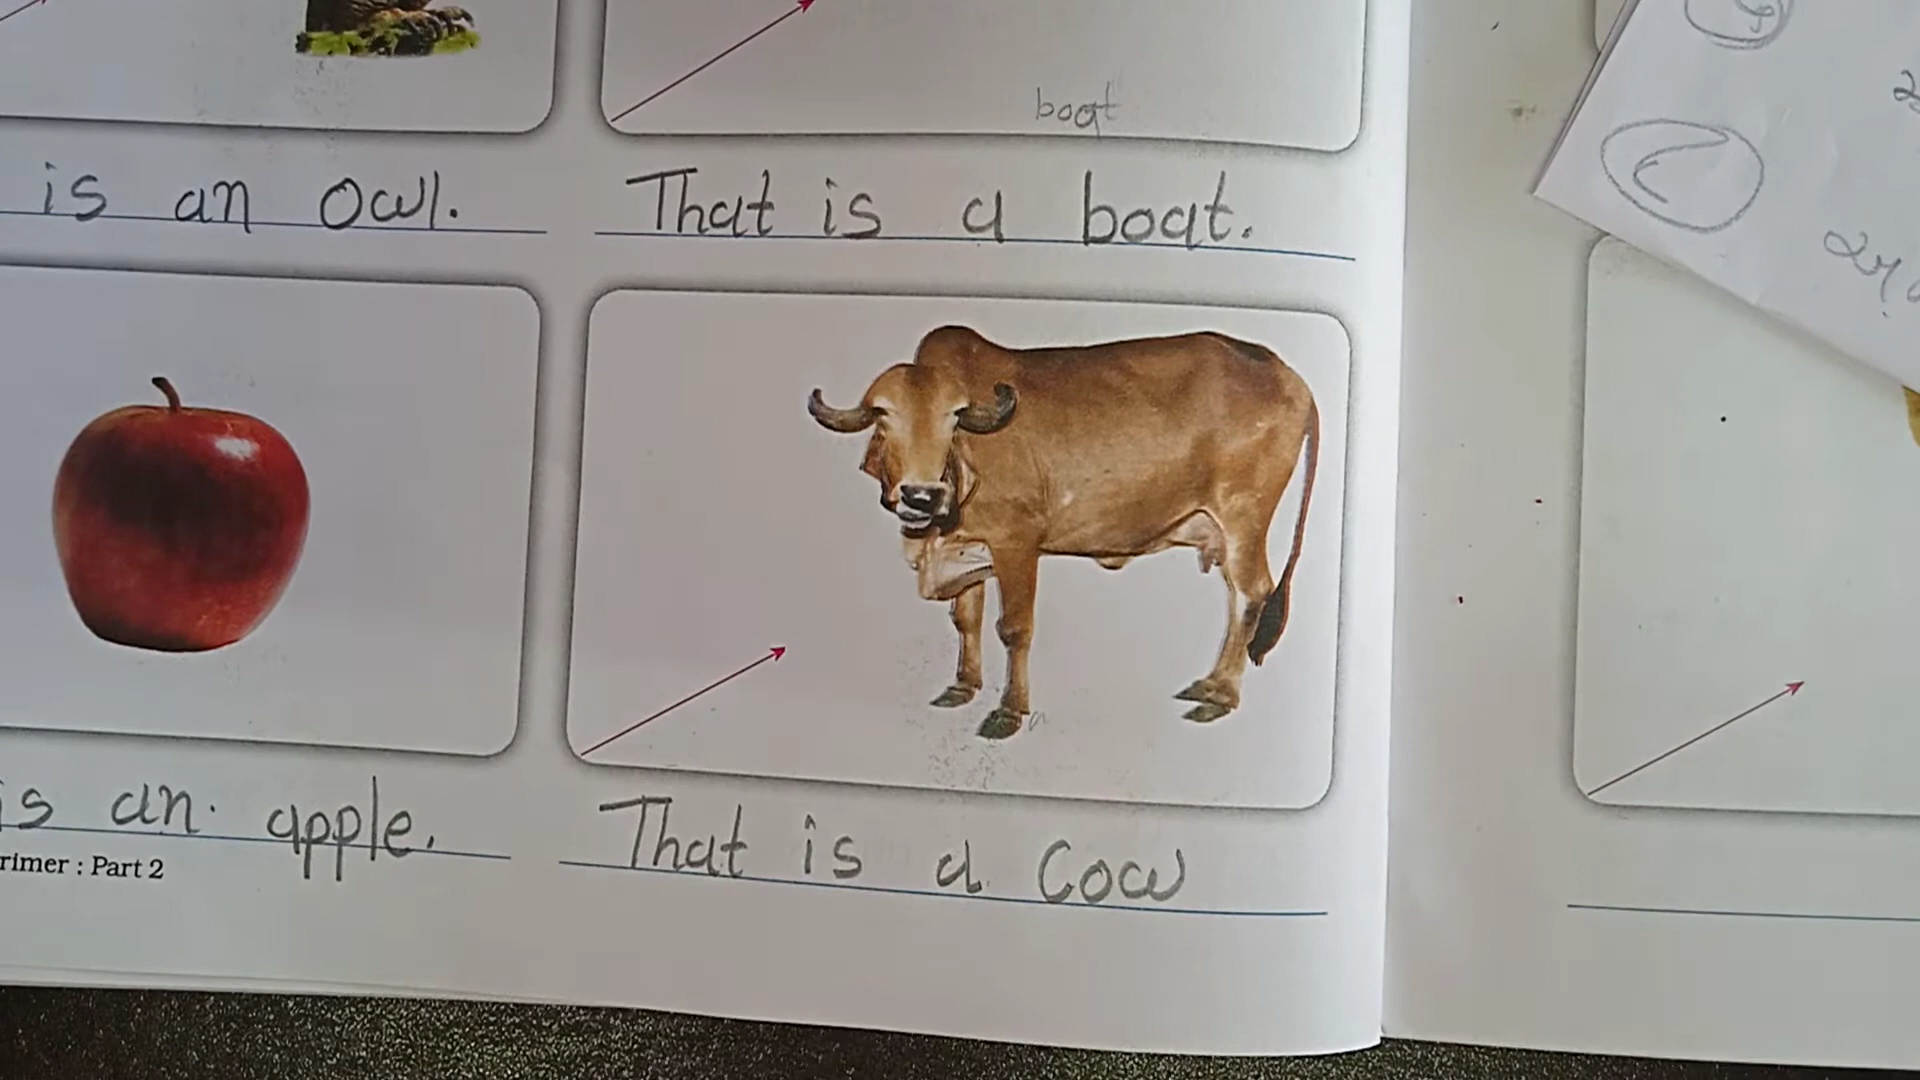 boat
is an owl.
That is a boat.
is an. apple.
That is a Cow
rimer : Part 2